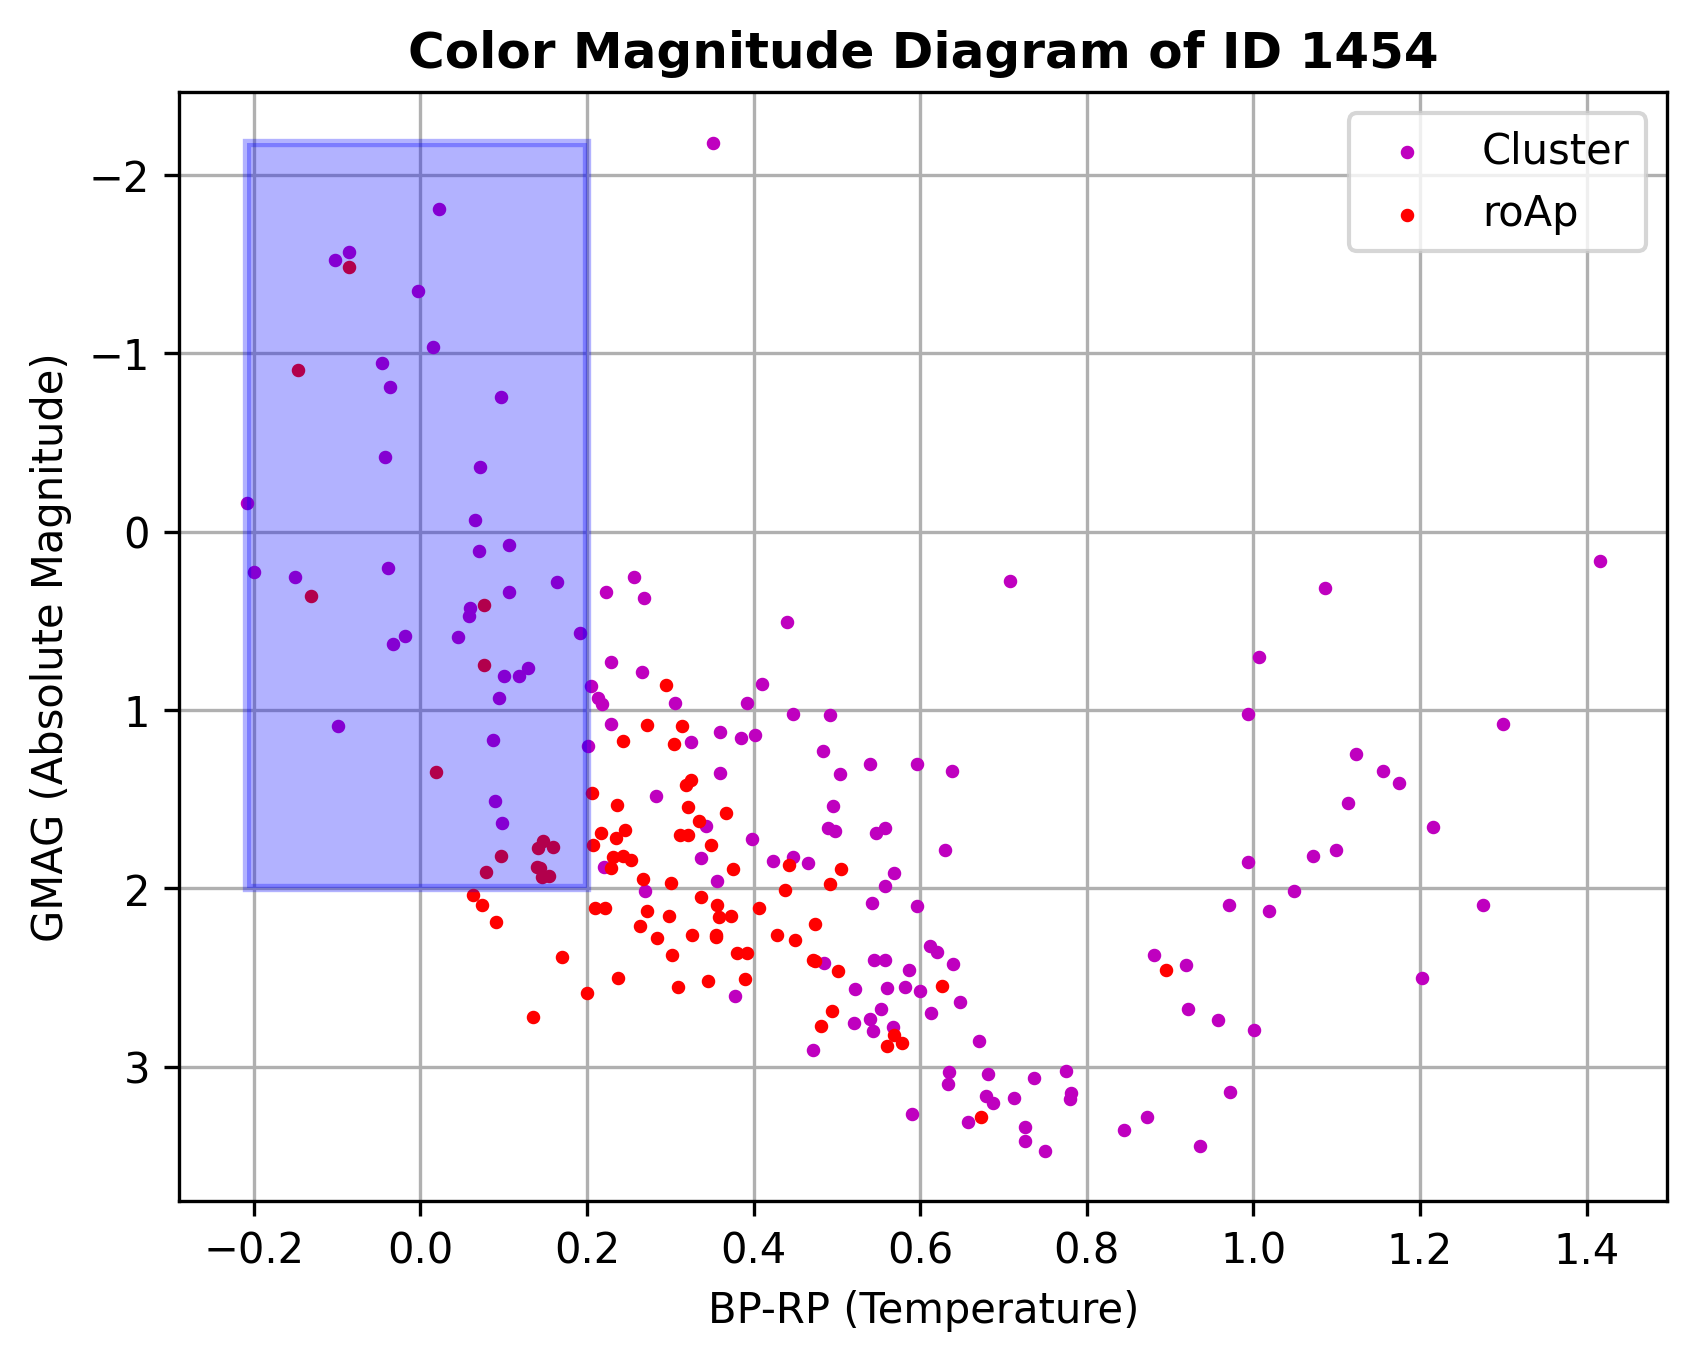 Color Magnitude Diagram of ID 1454
Cluster
roAp
GMAG (Absolute Magnitude)
−2
−1
0
1
2
3
−0.2 0.0 0.2 0.4 0.6 0.8 1.0 1.2 1.4
BP-RP (Temperature)